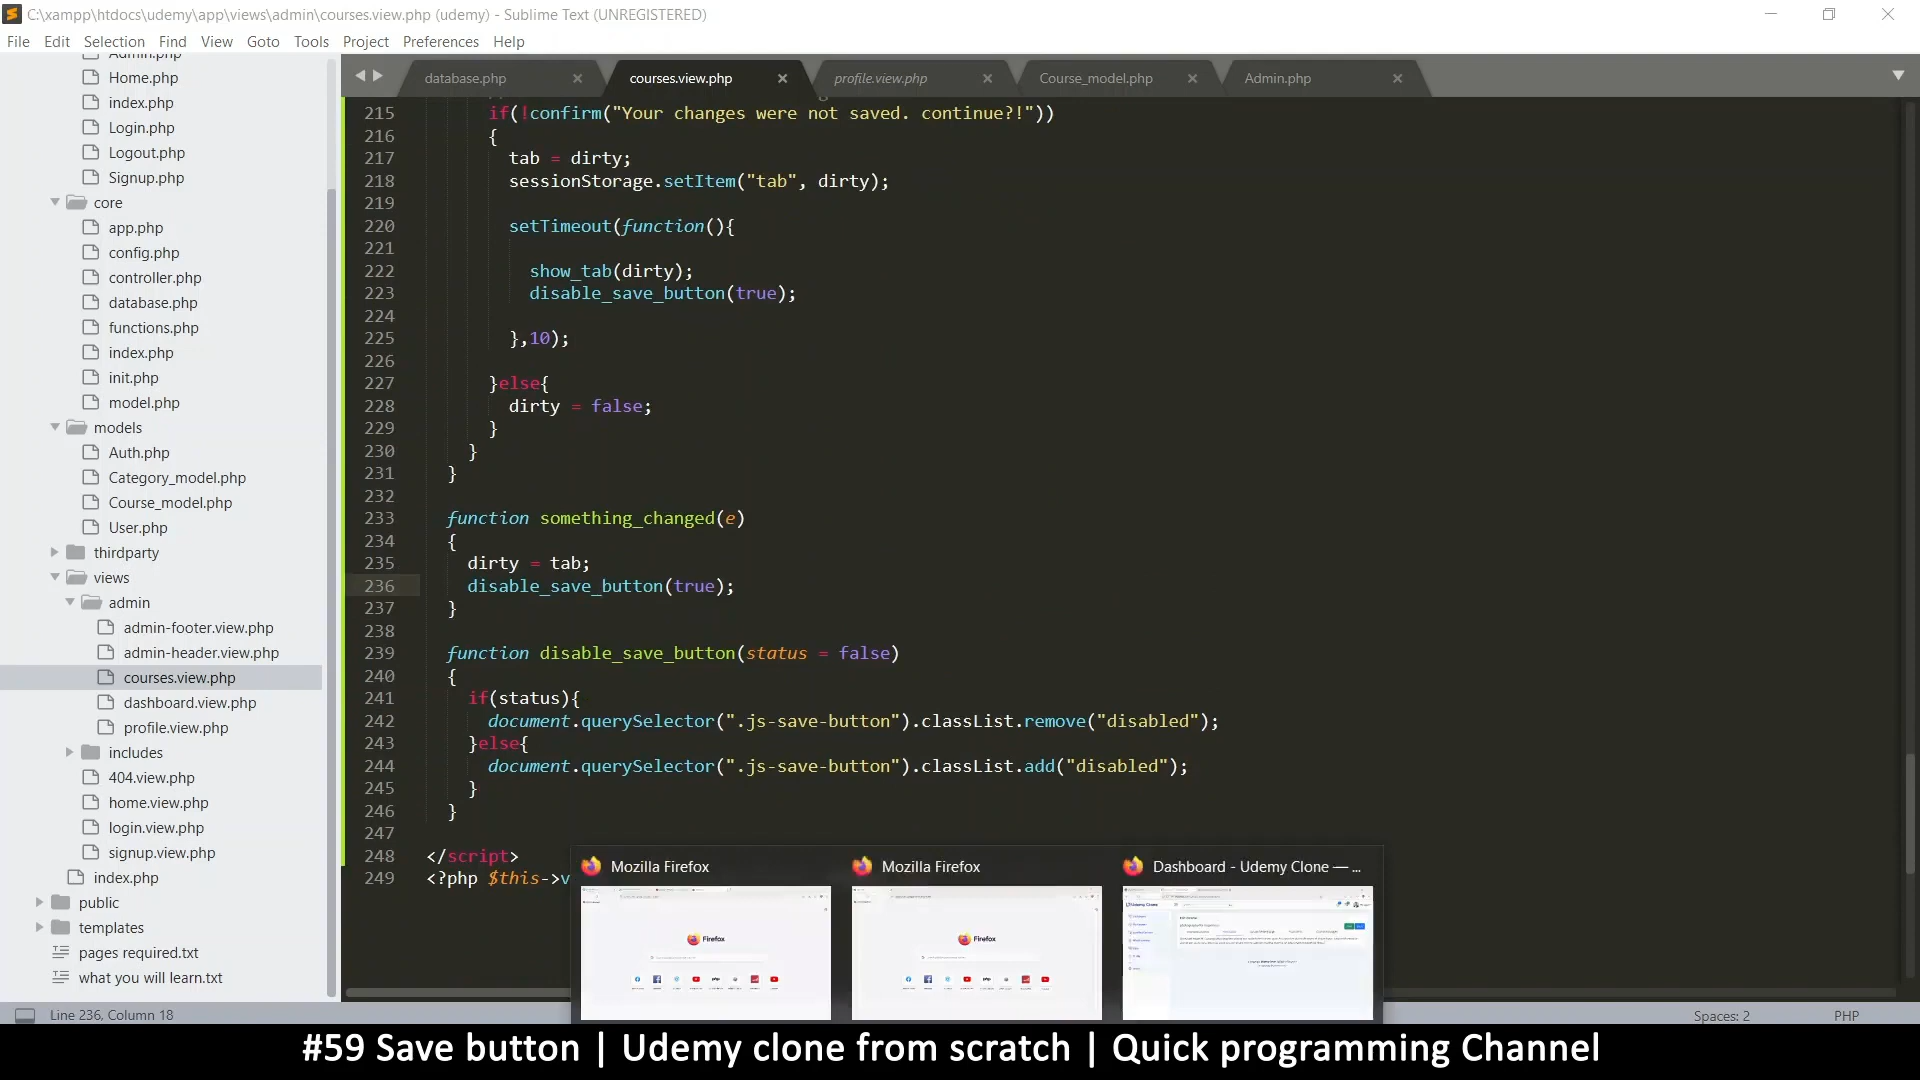 C:\xampp\htdocs\udemy\app\views\admin\courses.view.php (udemy) - Sublime Text (UNREGISTERED)
File Edit Selection Find View Goto Tools Project Preferences Help
Admin.php
Home.php
index.php
Login.php
Logout.php
Signup.php
core
app.php
config.php
controller.php
database.php
functions.php
index.php
init.php
model.php
models
Auth.php
Category_model.php
Course_model.php
User.php
thirdparty
views
admin
admin-footer.view.php
admin-header.view.php
courses.view.php
dashboard.view.php
profile.view.php
includes
404.view.php
home.view.php
login.view.php
signup.view.php
index.php
public
templates
pages required.txt
what you will learn.txt
database.php courses.view.php profile.view.php Course_model.php Admin.php
215 if(!confirm("Your changes were not saved. continue?!"))
216 {
217 tab = dirty;
218 sessionStorage.setItem("tab", dirty);
219
220 setTimeout(function(){
221
222 show_tab(dirty);
223 disable_save_button(true);
224
225 },10);
226
227 }else{
228 dirty = false;
229 }
230 }
231 }
232
233 function something_changed(e)
234 {
235 dirty = tab;
236 disable_save_button(true);
237 }
238
239 function disable_save_button(status = false)
240 {
241 if(status){
242 document.querySelector(".js-save-button").classList.remove("disabled");
243 }else{
244 document.querySelector(".js-save-button").classList.add("disabled");
245 }
246 }
247
248 </script>
249 <?php $this->v
Mozilla Firefox
Firefox
Mozilla Firefox
Firefox
Dashboard - Udemy Clone — ...
Udemy Clone
Line 236, Column 18
Spaces: 2
PHP
#59 Save button | Udemy clone from scratch | Quick programming Channel